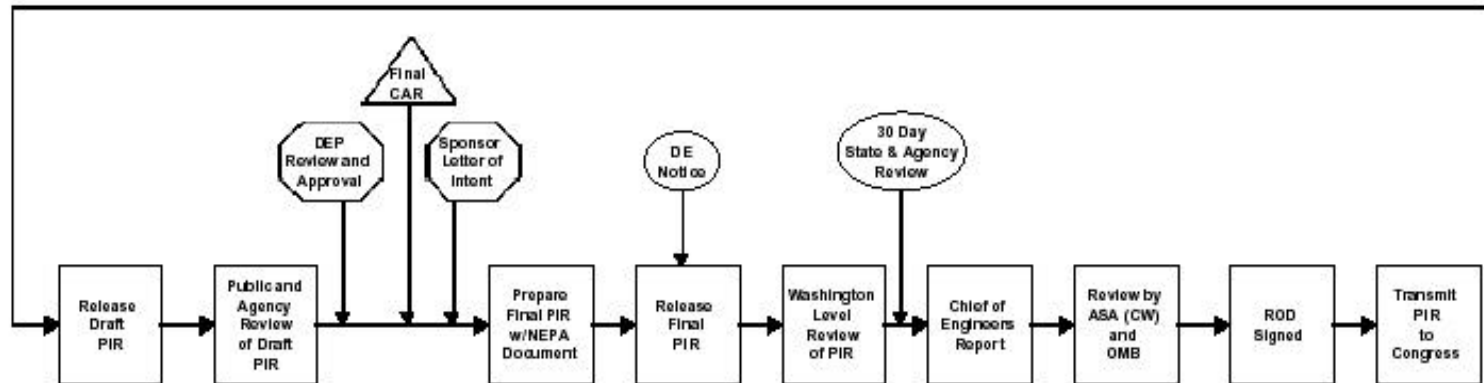 Final
CAR
DEP
Review and
Approval
Sponsor
Letter of
Intent
DE
Notice
30 Day
State & Agency
Review
Release
Draft
PIR
Public and
Agency
Review
of Draft
PIR
Prepare
Final PIR
w/NEPA
Document
Release
Final
PIR
Washington
Level
Review
of PIR
Chief of
Engineers
Report
Review by
ASA (CW)
and
OMB
ROD
Signed
Transmit
PIR
to
Congress